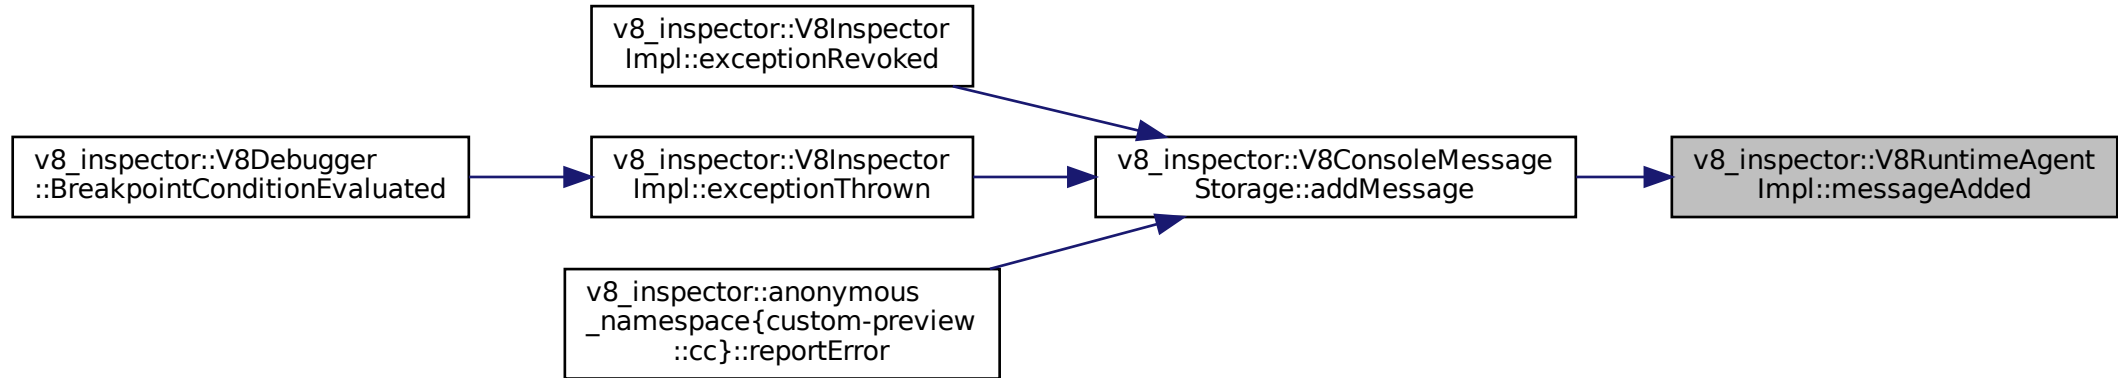 v8_inspector::V8Inspector
Impl::exceptionRevoked
v8_inspector::V8Debugger
::BreakpointConditionEvaluated
v8_inspector::V8Inspector
Impl::exceptionThrown
v8_inspector::V8ConsoleMessage
Storage::addMessage
v8_inspector::V8RuntimeAgent
Impl::messageAdded
v8_inspector::anonymous
_namespace{custom-preview
::cc}::reportError